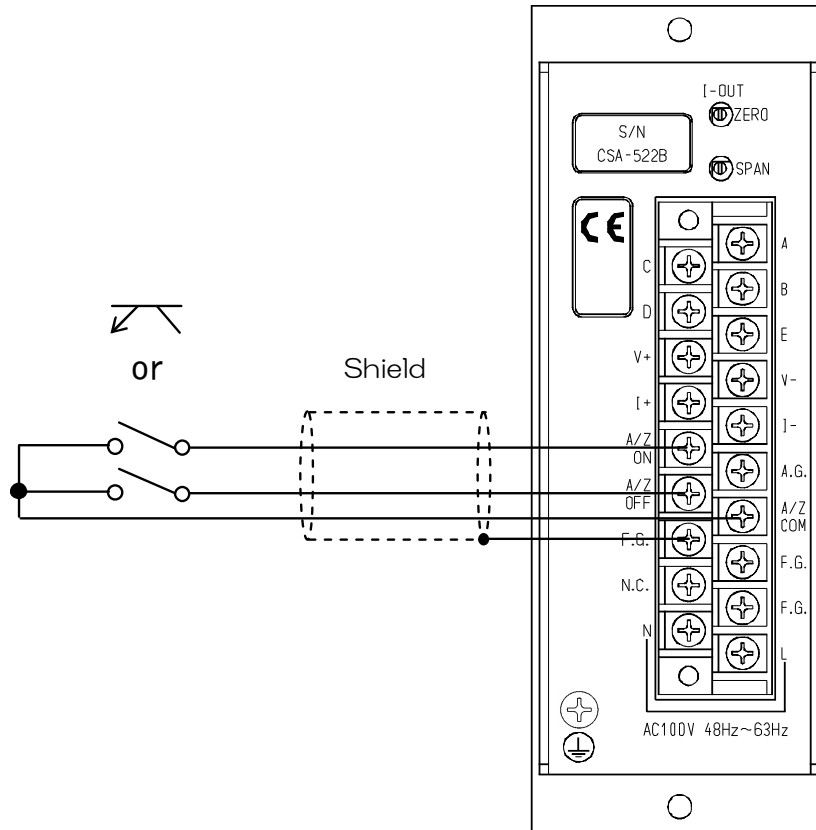 I-OUT
ZERO
S/N
CSA-522B
SPAN
CE
A
C
B
D
E
V+
V-
I+
I-
A/Z
ON
A.G.
A/Z
OFF
A/Z
COM
F.G.
F.G.
N.C.
F.G.
N
L
AC100V 48Hz~63Hz
or
Shield